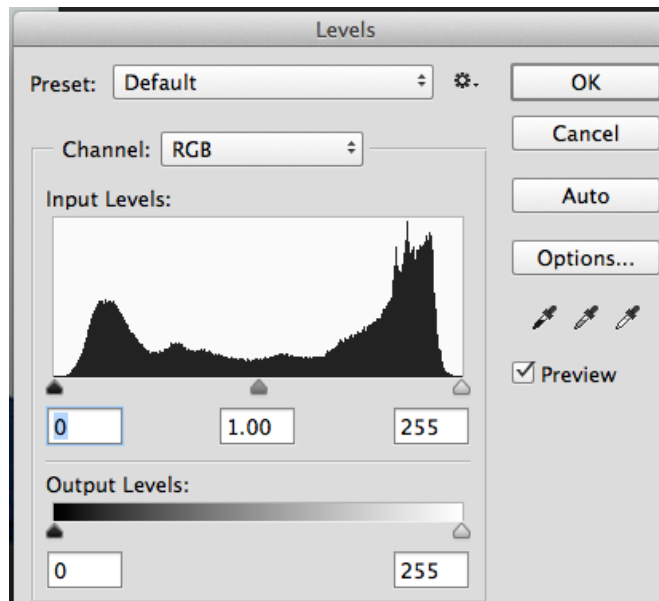 Levels
Preset: Default
OK
Channel: RGB
Cancel
Input Levels:
Auto
Options...
Preview
0 1.00 255
Output Levels:
0 255